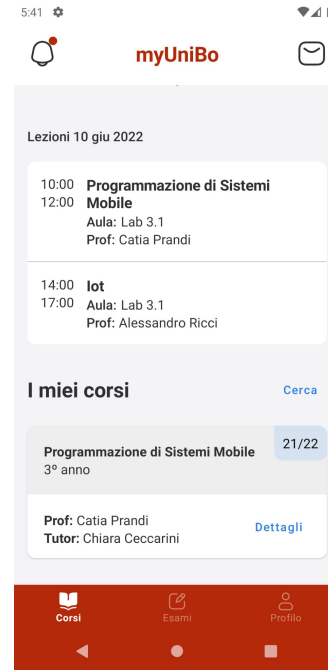 5:41
myUniBo
Lezioni 10 giu 2022
10:00 Programmazione di Sistemi
12:00 Mobile
Aula: Lab 3.1
Prof: Catia Prandi
14:00 Iot
17:00 Aula: Lab 3.1
Prof: Alessandro Ricci
I miei corsi Cerca
21/22
Programmazione di Sistemi Mobile
3º anno
Prof: Catia Prandi
Tutor: Chiara Ceccarini
Dettagli
Corsi Esami Profilo